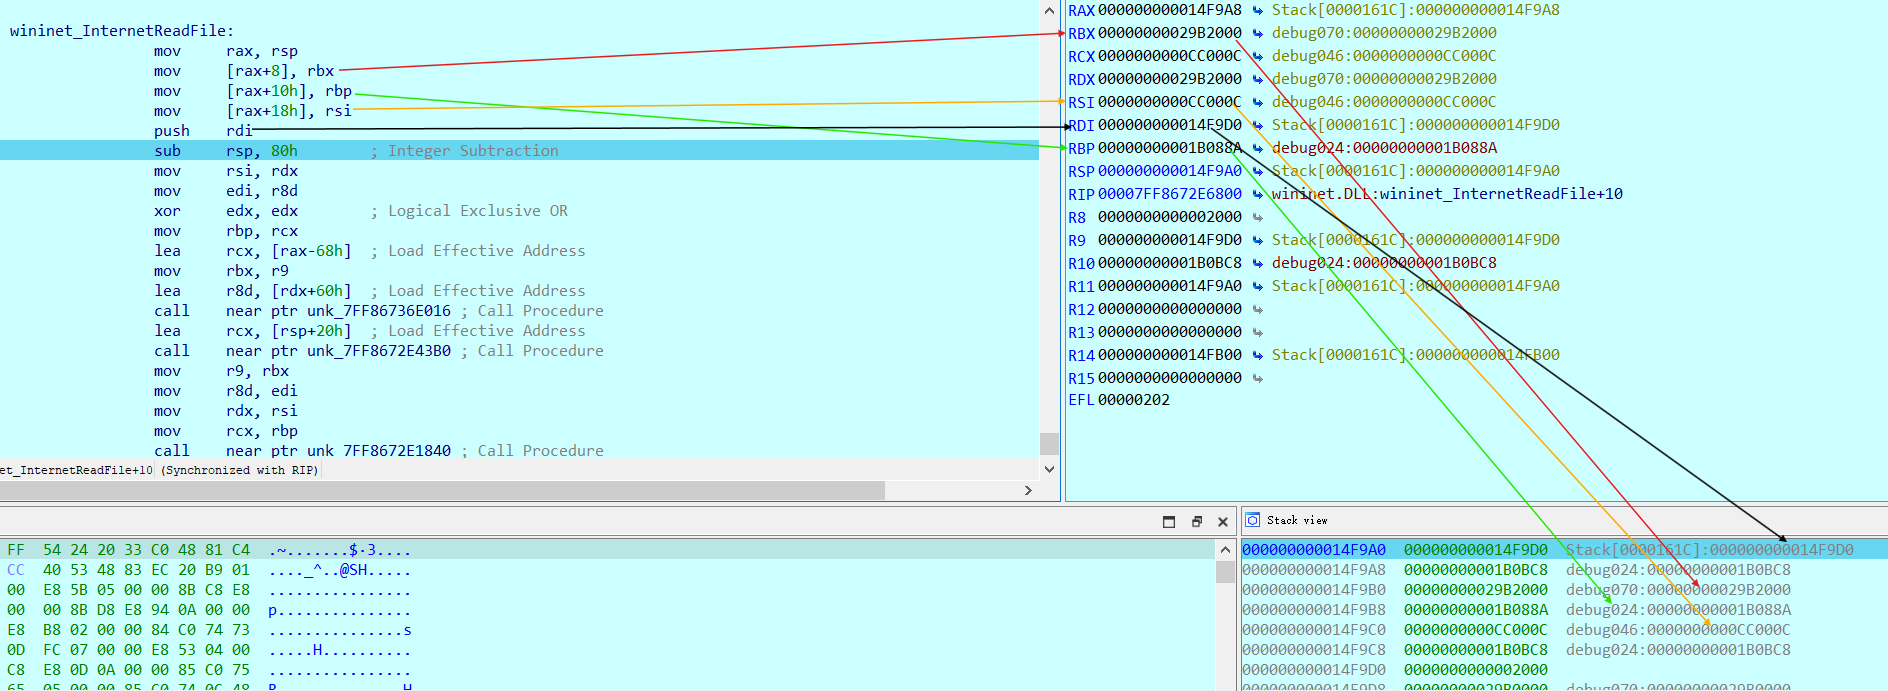 wininet_InternetReadFile:
mov rax, rsp
mov [rax+8], rbx
mov [rax+10h], rbp
mov [rax+18h], rsi
push rdi
sub rsp, 80h ; Integer Subtraction
mov rsi, rdx
mov edi, r8d
xor edx, edx ; Logical Exclusive OR
mov rbp, rcx
lea rcx, [rax-68h] ; Load Effective Address
mov rbx, r9
lea r8d, [rdx+60h] ; Load Effective Address
call near ptr unk_7FF86736E016 ; Call Procedure
lea rcx, [rsp+20h] ; Load Effective Address
call near ptr unk_7FF8672E43B0 ; Call Procedure
mov r9, rbx
mov r8d, edi
mov rdx, rsi
mov rcx, rbp
call near ptr unk_7FF8672E1840 ; Call Procedure
et_InternetReadFile+10 (Synchronized with RIP)
RAX 000000000014F9A8 Stack[0000161C]:000000000014F9A8
RBX 00000000029B2000 debug070:00000000029B2000
RCX 0000000000CC000C debug046:0000000000CC000C
RDX 00000000029B2000 debug070:00000000029B2000
RSI 0000000000CC000C debug046:0000000000CC000C
RDI 000000000014F9D0 Stack[0000161C]:000000000014F9D0
RBP 00000000001B088A debug024:00000000001B088A
RSP 000000000014F9A0 Stack[0000161C]:000000000014F9A0
RIP 00007FF8672E6800 wininet.DLL:wininet_InternetReadFile+10
R8 0000000000002000
R9 000000000014F9D0 Stack[0000161C]:000000000014F9D0
R10 00000000001B0BC8 debug024:00000000001B0BC8
R11 000000000014F9A0 Stack[0000161C]:000000000014F9A0
R12 0000000000000000
R13 0000000000000000
R14 000000000014FB00 Stack[0000161C]:000000000014FB00
R15 0000000000000000
EFL 00000202
FF 54 24 20 33 C0 48 81 C4 .~.......$·3....
CC 40 53 48 83 EC 20 B9 01 ...._^..@SH.....
00 E8 5B 05 00 00 8B C8 E8 ................
00 00 8B D8 E8 94 0A 00 00 p...............
E8 B8 02 00 00 84 C0 74 73 ...............s
0D FC 07 00 00 E8 53 04 00 .....H..........
C8 E8 0D 0A 00 00 85 C0 75 ................
65 05 00 00 85 C0 74 0C 48
Stack view
000000000014F9A0 000000000014F9D0 Stack[0000161C]:000000000014F9D0
000000000014F9A8 00000000001B0BC8 debug024:00000000001B0BC8
000000000014F9B0 00000000029B2000 debug070:00000000029B2000
000000000014F9B8 00000000001B088A debug024:00000000001B088A
000000000014F9C0 0000000000CC000C debug046:0000000000CC000C
000000000014F9C8 00000000001B0BC8 debug024:00000000001B0BC8
000000000014F9D0 0000000000002000
000000000014F9D8 00000000029B0000 debug070:00000000029B0000